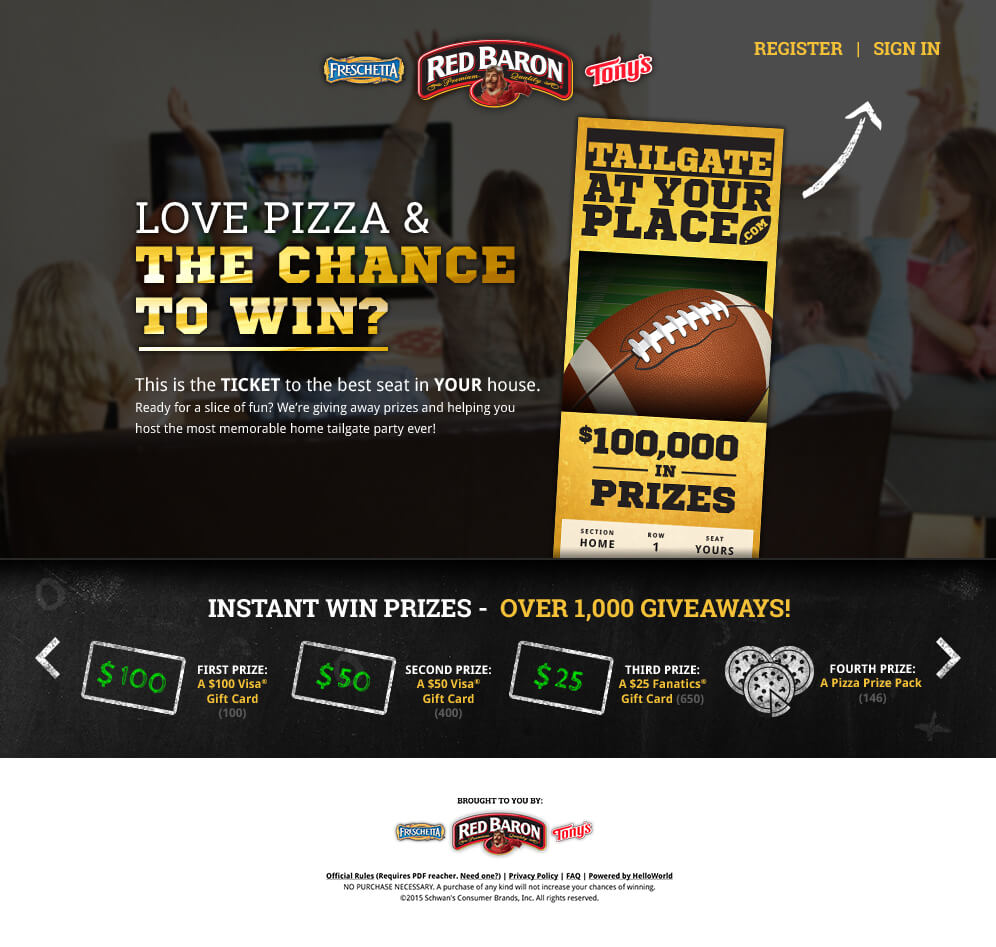 REGISTER | SIGN IN
FRESCHETTA
RED BARON
Premium Quality
Tony's
LOVE PIZZA &
THE CHANCE
TO WIN?
This is the TICKET to the best seat in YOUR house.
Ready for a slice of fun? We're giving away prizes and helping you
host the most memorable home tailgate party ever!
TAILGATE
AT YOUR
PLACE.COM
$100,000
IN
PRIZES
SECTION
HOME
ROW
1
SEAT
YOURS
INSTANT WIN PRIZES - OVER 1,000 GIVEAWAYS!
$100
FIRST PRIZE:
A $100 Visa®
Gift Card
(100)
$50
SECOND PRIZE:
A $50 Visa®
Gift Card
(400)
$25
THIRD PRIZE:
A $25 Fanatics®
Gift Card (650)
FOURTH PRIZE:
A Pizza Prize Pack
(146)
BROUGHT TO YOU BY:
FRESCHETTA
RED BARON
Tony's
Official Rules (Requires PDF reacher. Need one?) | Privacy Policy | FAQ | Powered by HelloWorld
NO PURCHASE NECESSARY. A purchase of any kind will not increase your chances of winning.
©2015 Schwan's Consumer Brands, Inc. All rights reserved.